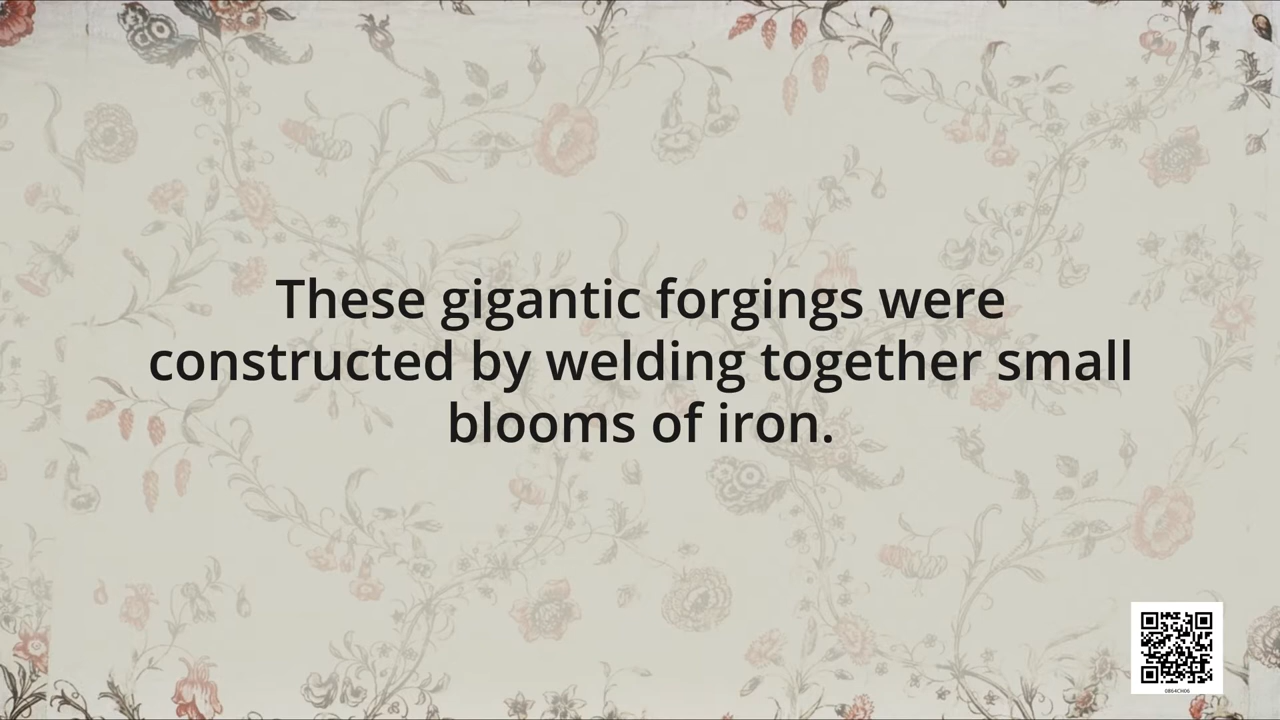 These gigantic forgings were
constructed by welding together small
blooms of iron.